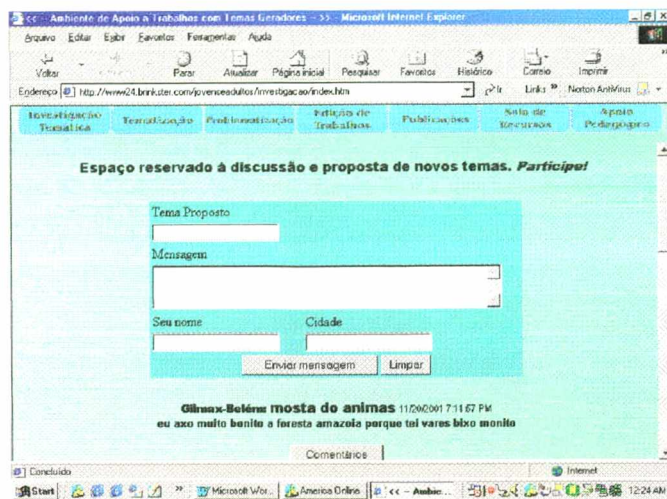 << - Ambiente de Apoio a Trabalhos com Temas Geradores - >> - Microsoft Internet Explorer
Arquivo Editar Exibir Favoritos Ferramentas Ajuda
Voltar Parar Atualizar Página inicial Pesquisar Favoritos Histórico Correio Imprimir
Endereço http://www24.brinkster.com/jovenseadultos/investigacao/index.htm Ir Links » Norton AntiVirus
Investigação Temática Tematização Problematização Edição de Trabalhos Publicações Sala de Recursos Apoio Pedagógico
Espaço reservado à discussão e proposta de novos temas. Participe!
Tema Proposto
Mensagem
Seu nome Cidade
Enviar mensagem Limpar
mosta do animas 11/20/2001 7:11:57 PM
eu axo muito bonito a foresta amazoia porque tei vares bixo monito
Comentários
Concluído Internet
Start » Microsoft Wor... America Online << - Ambie... 12:24 AM